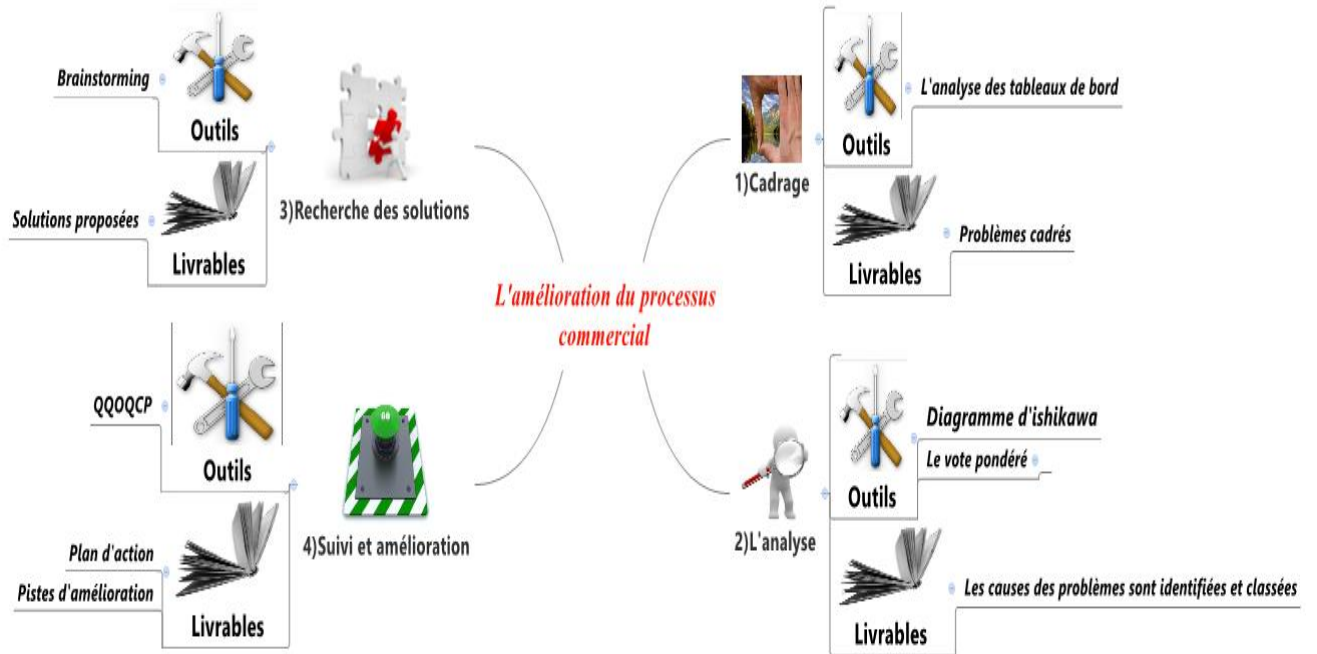 L'amélioration du processus
commercial
1)Cadrage
Outils
L'analyse des tableaux de bord
Livrables
Problèmes cadrés
2)L'analyse
Outils
Diagramme d'ishikawa
Le vote pondéré
Livrables
Les causes des problèmes sont identifiées et classées
3)Recherche des solutions
Outils
Brainstorming
Livrables
Solutions proposées
4)Suivi et amélioration
GO
Outils
QQOQCP
Livrables
Plan d'action
Pistes d'amélioration